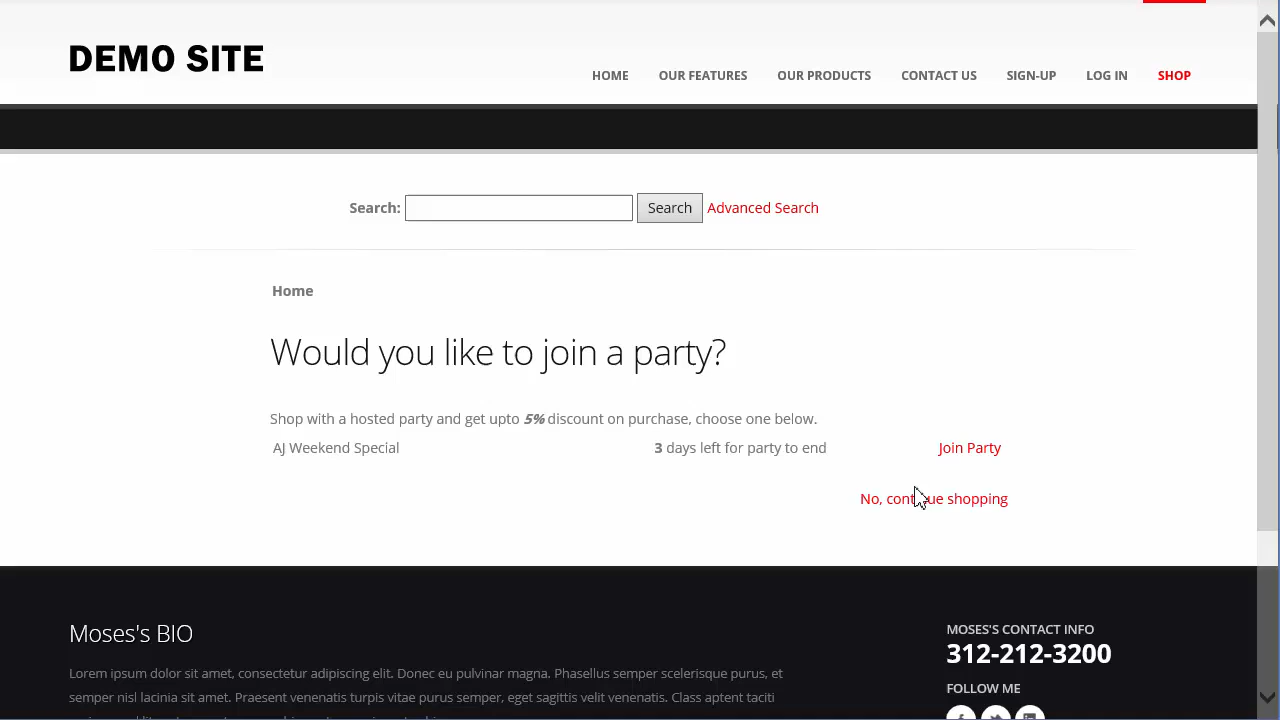 DEMO SITE
HOME OUR FEATURES OUR PRODUCTS CONTACT US SIGN-UP LOG IN SHOP
Search: Search Advanced Search
Home
Would you like to join a party?
Shop with a hosted party and get upto 5% discount on purchase, choose one below.
AJ Weekend Special 3 days left for party to end Join Party
No, continue shopping
Moses's BIO
Lorem ipsum dolor sit amet, consectetur adipiscing elit. Donec eu pulvinar magna. Phasellus semper scelerisque purus, et
semper nisl lacinia sit amet. Praesent venenatis turpis vitae purus semper, eget sagittis velit venenatis. Class aptent taciti
MOSES'S CONTACT INFO
312-212-3200
FOLLOW ME